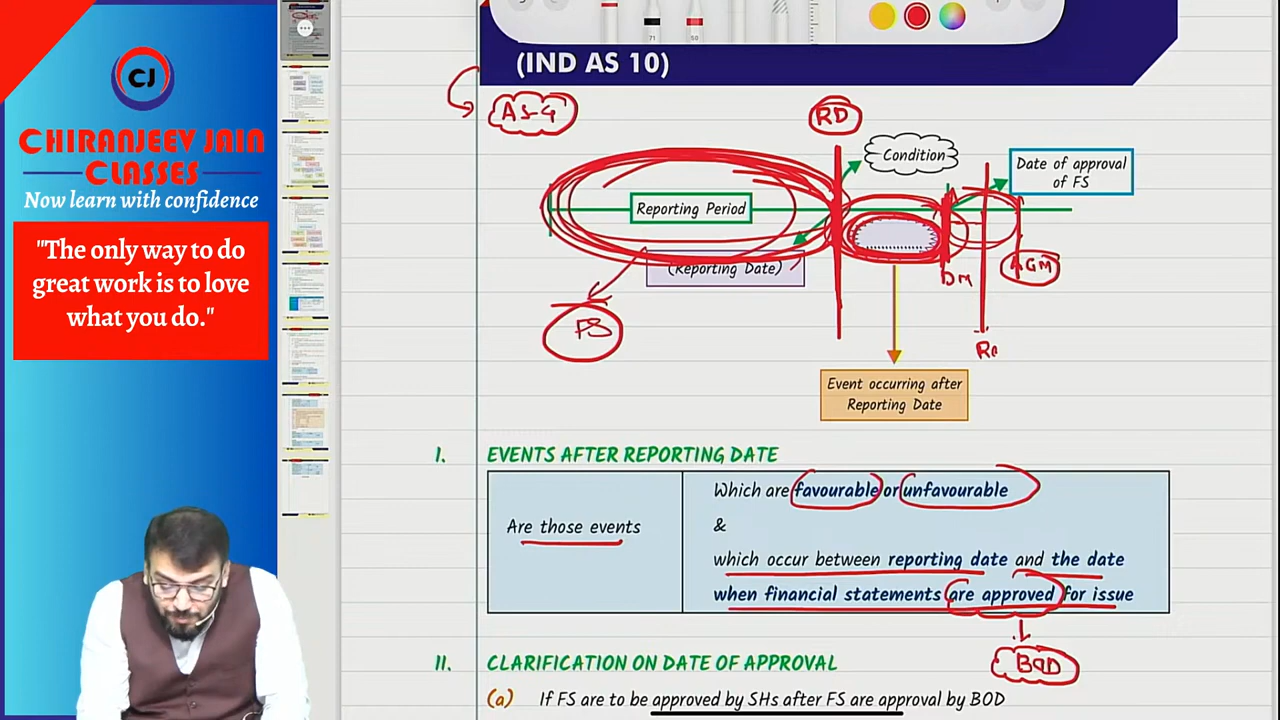 CJ
CHIRANJEEV JAIN
CLASSES
Now learn with confidence
"The only way to do
great work is to love
what you do."
71
50
(IND AS 10)
AS-4
RD
Condition
Date of approval
of FS
Reporting
(Reporting Date)
AGM
BM
FS
Event occurring after
Reporting Date
I. EVENTS AFTER REPORTING DATE
Are those events
Which are favourable or unfavourable
&
which occur between reporting date and the date
when financial statements are approved for issue
BOD
II. CLARIFICATION ON DATE OF APPROVAL
(a) If FS are to be approved by SHs after FS are approval by BOD